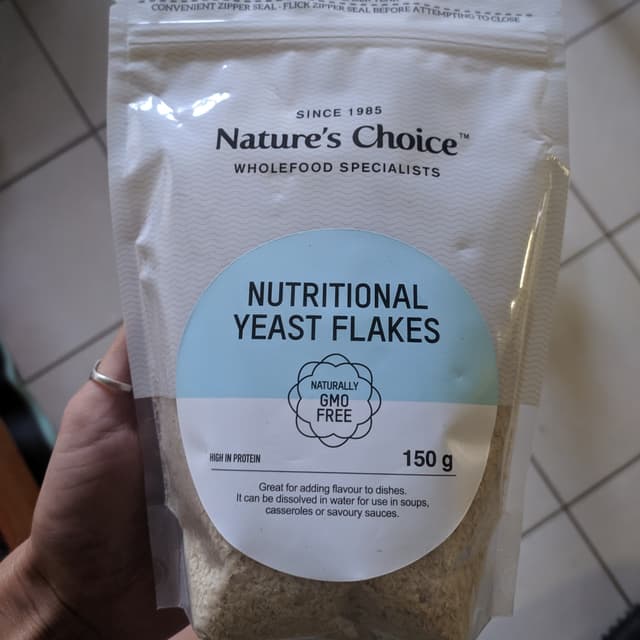 CONVENIENT ZIPPER SEAL - FLICK ZIPPER SEAL BEFORE ATTEMPTING TO CLOSE
SINCE 1985
Nature's Choice™
WHOLEFOOD SPECIALISTS
NUTRITIONAL
YEAST FLAKES
NATURALLY
GMO
FREE
HIGH IN PROTEIN
150 g
Great for adding flavour to dishes.
It can be dissolved in water for use in soups,
casseroles or savoury sauces.